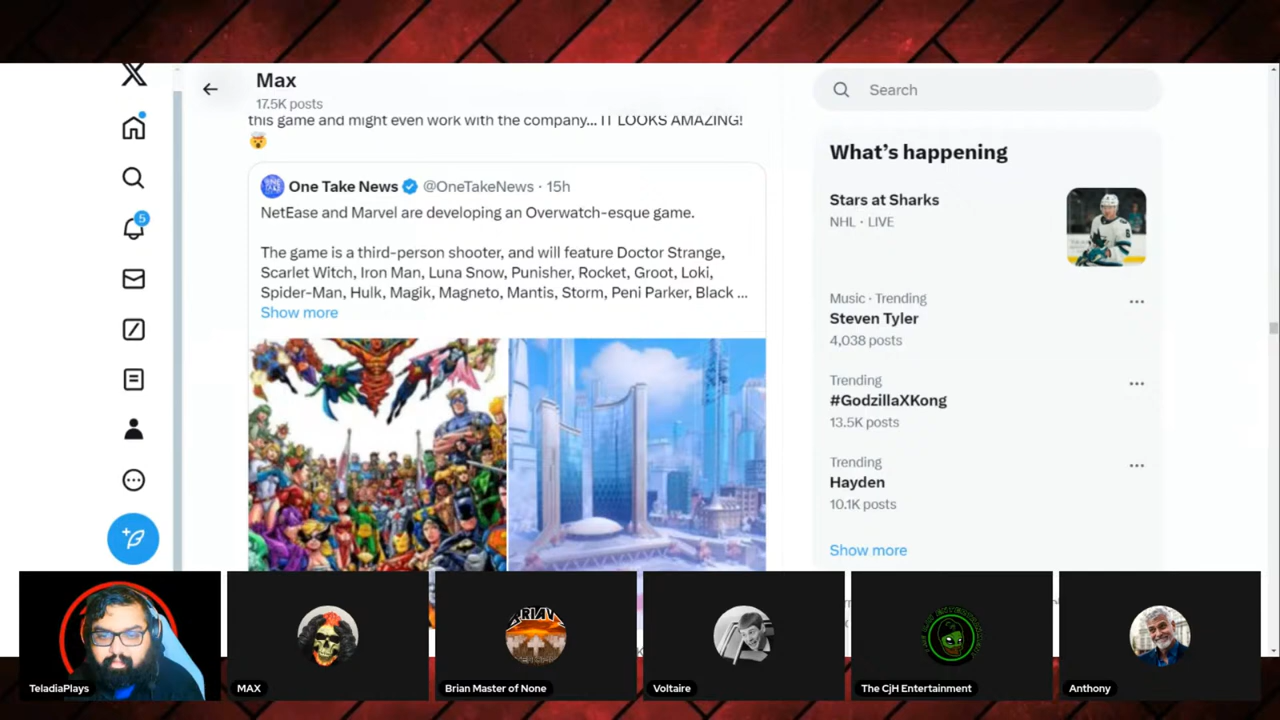 Max
17.5K posts
this game and might even work with the company... IT LOOKS AMAZING!
One Take News @OneTakeNews · 15h
NetEase and Marvel are developing an Overwatch-esque game.
The game is a third-person shooter, and will feature Doctor Strange,
Scarlet Witch, Iron Man, Luna Snow, Punisher, Rocket, Groot, Loki,
Spider-Man, Hulk, Magik, Magneto, Mantis, Storm, Peni Parker, Black ...
Show more
Search
What's happening
Stars at Sharks
NHL · LIVE
Music · Trending
Steven Tyler
4,038 posts
Trending
#GodzillaXKong
13.5K posts
Trending
Hayden
10.1K posts
Show more
5
TeladiaPlays
MAX
Brian Master of None
Voltaire
The CjH Entertainment
Anthony